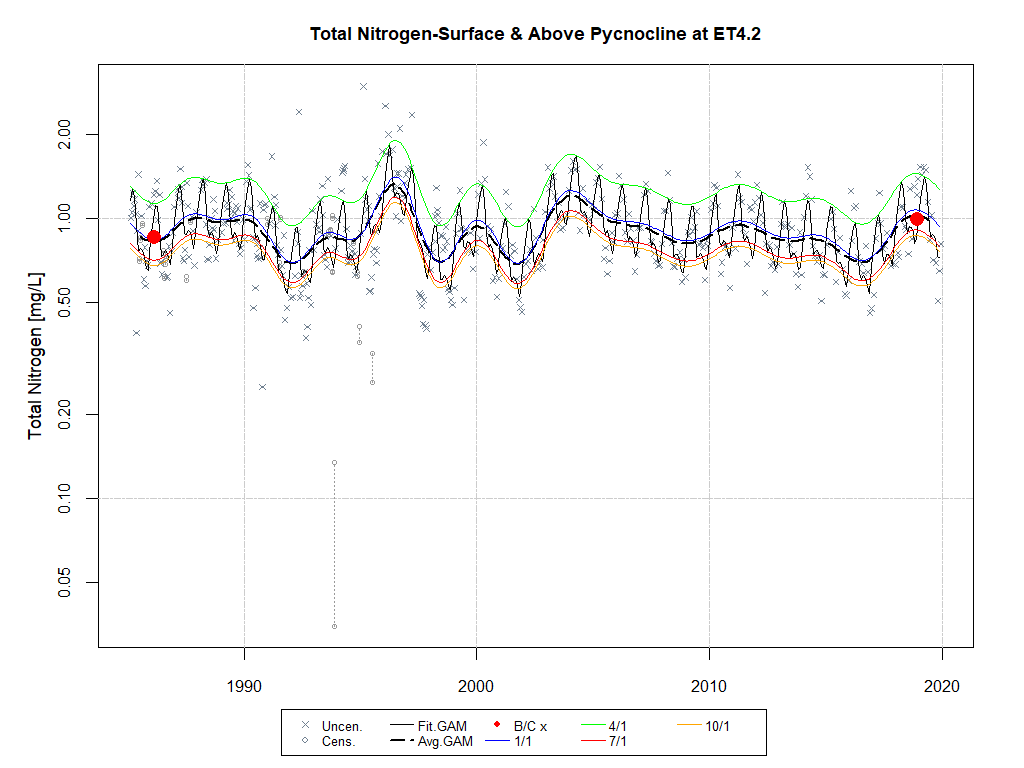 Total Nitrogen-Surface & Above Pycnocline at ET4.2
Total Nitrogen [mg/L]
2.00
1.00
0.50
0.20
0.10
0.05
1990 2000 2010 2020
Uncen. Fit.GAM B/C x 4/1 10/1
Cens. Avg.GAM 1/1 7/1